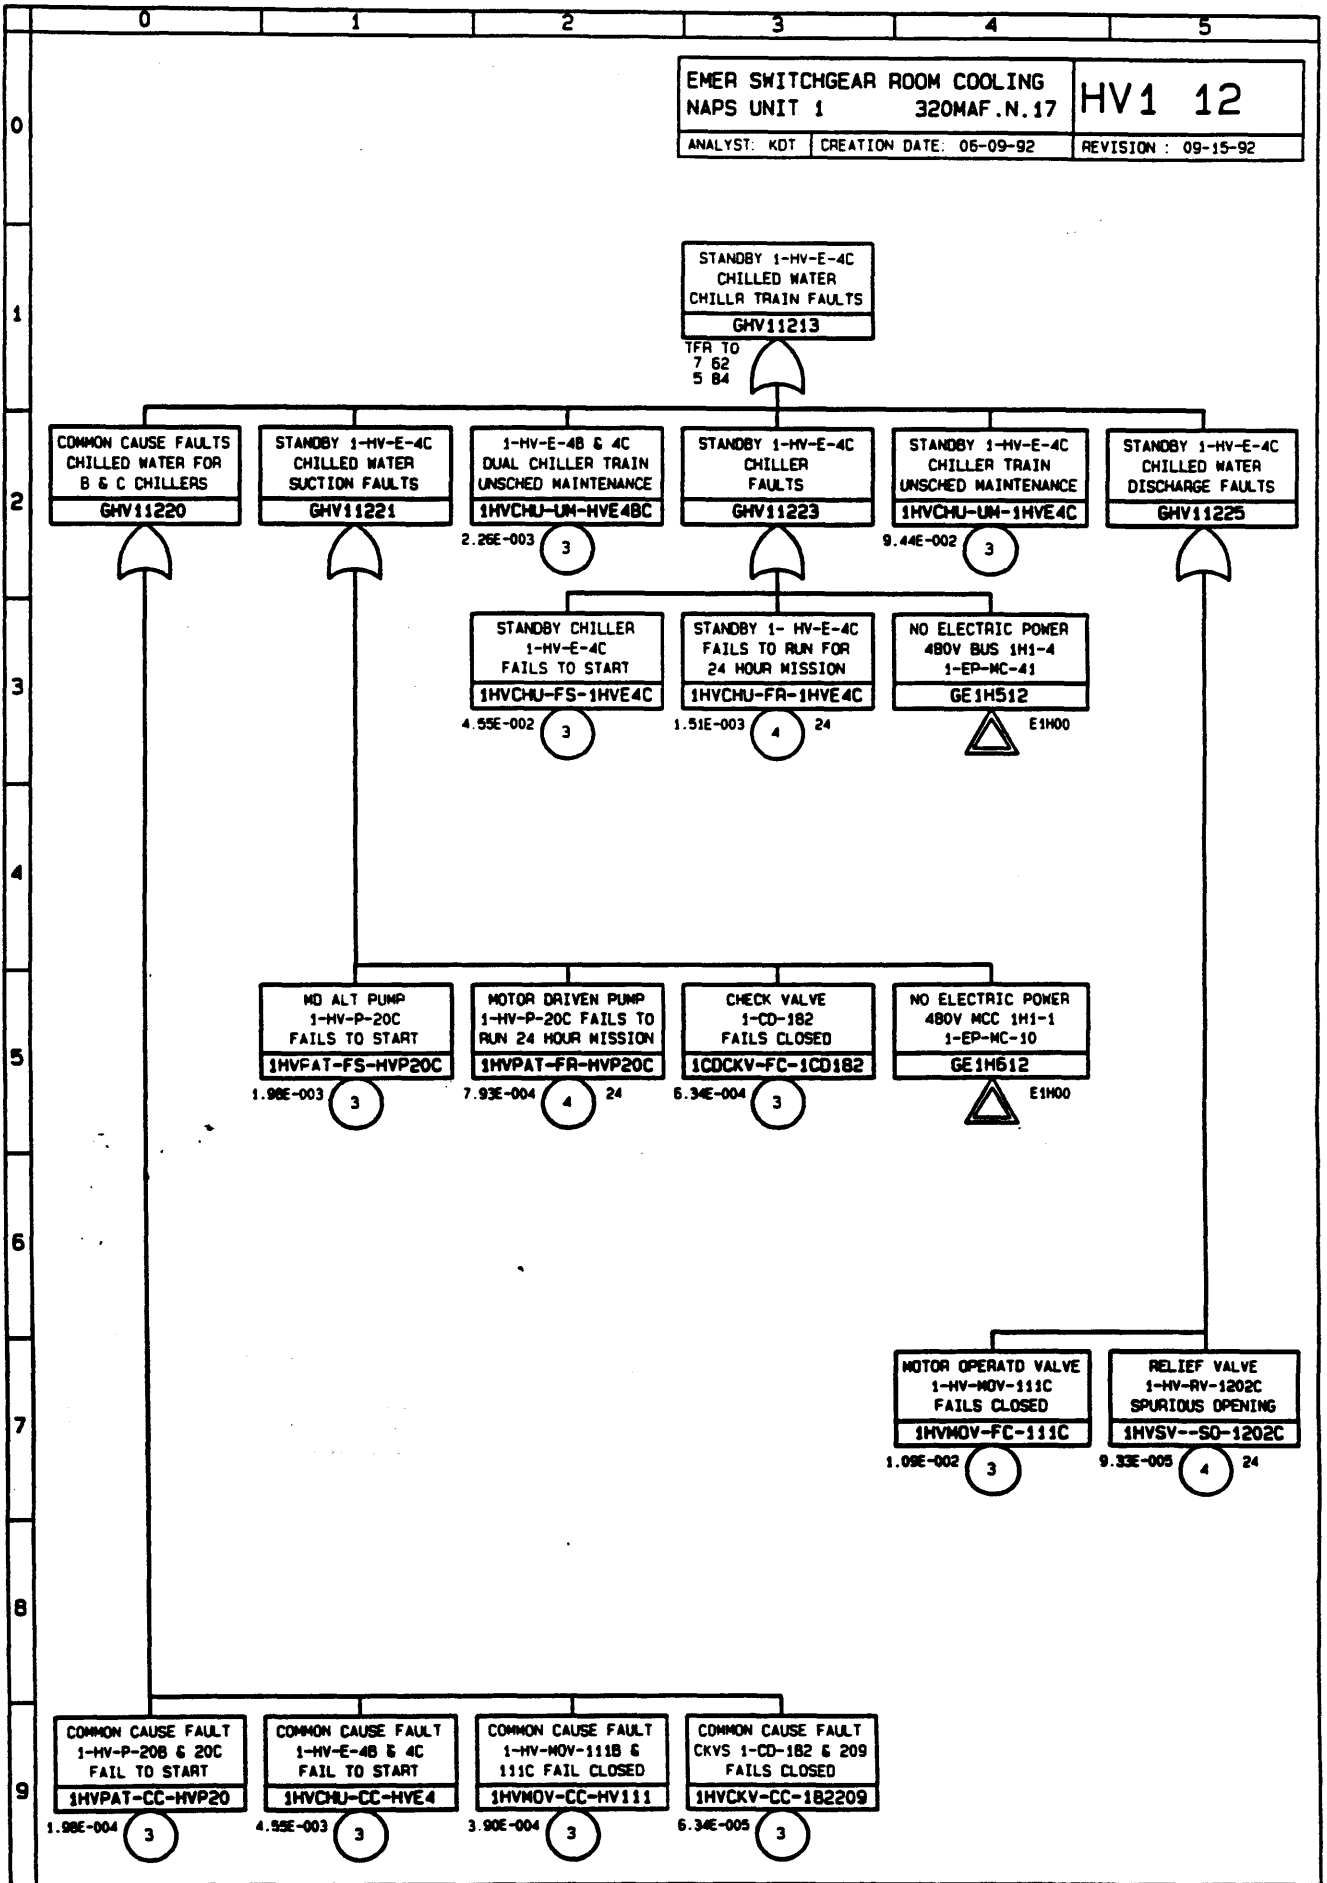 0 1 2 3 4 5
EMER SWITCHGEAR ROOM COOLING
NAPS UNIT 1 320MAF.N.17
HV1 12
ANALYST: KDT CREATION DATE: 05-09-92 REVISION : 09-15-92
0
STANDBY 1-HV-E-4C
CHILLED WATER
CHILLR TRAIN FAULTS
GHV11213
TFR TO
7 62
5 84
1
COMMON CAUSE FAULTS
CHILLED WATER FOR
B & C CHILLERS
GHV11220
STANDBY 1-HV-E-4C
CHILLED WATER
SUCTION FAULTS
GHV11221
1-HV-E-4B & 4C
DUAL CHILLER TRAIN
UNSCHED MAINTENANCE
1HVCHU-UM-HVE4BC
2.26E-003 3
STANDBY 1-HV-E-4C
CHILLER
FAULTS
GHV11223
STANDBY 1-HV-E-4C
CHILLER TRAIN
UNSCHED MAINTENANCE
1HVCHU-UM-1HVE4C
9.44E-002 3
STANDBY 1-HV-E-4C
CHILLED WATER
DISCHARGE FAULTS
GHV11225
2
STANDBY CHILLER
1-HV-E-4C
FAILS TO START
1HVCHU-FS-1HVE4C
4.55E-002 3
STANDBY 1- HV-E-4C
FAILS TO RUN FOR
24 HOUR MISSION
1HVCHU-FR-1HVE4C
1.51E-003 4 24
NO ELECTRIC POWER
480V BUS 1H1-4
1-EP-MC-41
GE1H512
E1H00
3
4
MD ALT PUMP
1-HV-P-20C
FAILS TO START
1HVPAT-FS-HVP20C
1.98E-003 3
MOTOR DRIVEN PUMP
1-HV-P-20C FAILS TO
RUN 24 HOUR MISSION
1HVPAT-FR-HVP20C
7.93E-004 4 24
CHECK VALVE
1-CD-182
FAILS CLOSED
1CDCKV-FC-1CD182
6.34E-004 3
NO ELECTRIC POWER
480V MCC 1H1-1
1-EP-MC-10
GE1H612
E1H00
5
6
MOTOR OPERATD VALVE
1-HV-MOV-111C
FAILS CLOSED
1HVMOV-FC-111C
1.09E-002 3
RELIEF VALVE
1-HV-RV-1202C
SPURIOUS OPENING
1HVSV--SO-1202C
9.33E-005 4 24
7
8
COMMON CAUSE FAULT
1-HV-P-20B & 20C
FAIL TO START
1HVPAT-CC-HVP20
1.98E-004 3
COMMON CAUSE FAULT
1-HV-E-4B & 4C
FAIL TO START
1HVCHU-CC-HVE4
4.55E-003 3
COMMON CAUSE FAULT
1-HV-MOV-111B &
111C FAIL CLOSED
1HVMOV-CC-HV111
3.90E-004 3
COMMON CAUSE FAULT
CKVS 1-CD-182 & 209
FAILS CLOSED
1HVCKV-CC-182209
6.34E-005 3
9